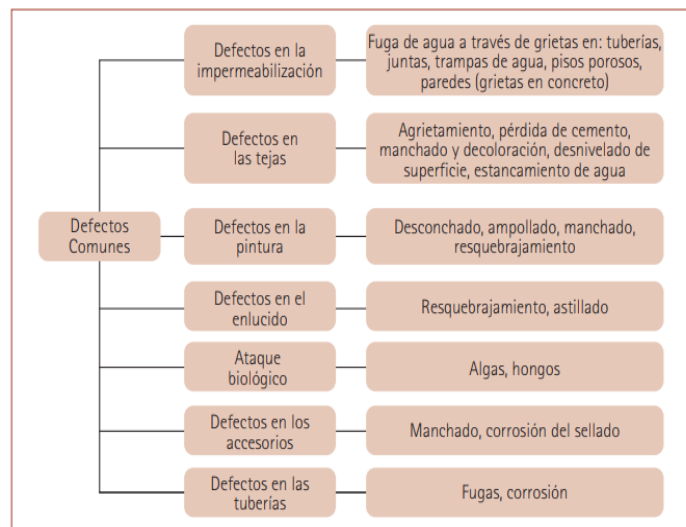 Defectos en la
impermeabilización
Fuga de agua a través de grietas en: tuberías,
juntas, trampas de agua, pisos porosos,
paredes (grietas en concreto)
Defectos en
las tejas
Agrietamiento, pérdida de cemento,
manchado y decoloración, desnivelado de
superficie, estancamiento de agua
Defectos
Comunes
Defectos en la
pintura
Desconchado, ampollado, manchado,
resquebrajamiento
Defectos en el
enlucido
Resquebrajamiento, astillado
Ataque
biológico
Algas, hongos
Defectos en los
accesorios
Manchado, corrosión del sellado
Defectos en las
tuberías
Fugas, corrosión